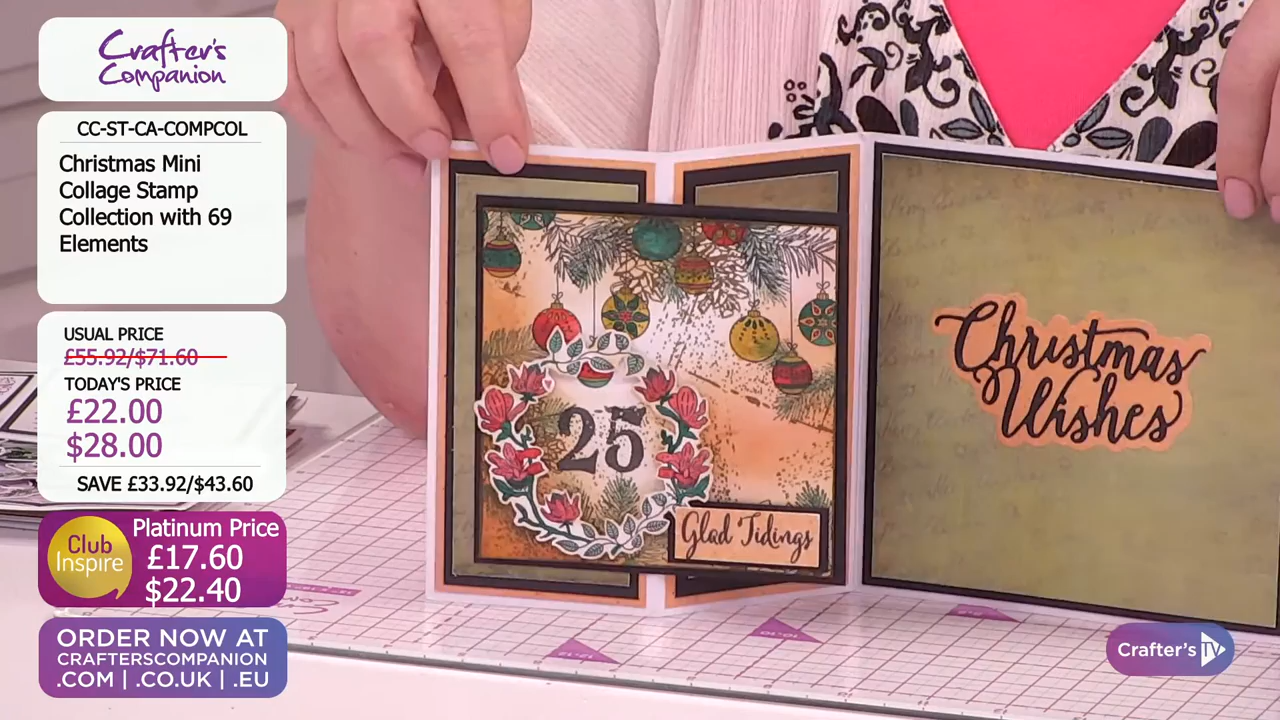 Crafter's
Companion
CC-ST-CA-COMPCOL
Christmas Mini
Collage Stamp
Collection with 69
Elements
USUAL PRICE
£55.92/$71.60
TODAY'S PRICE
£22.00
$28.00
SAVE £33.92/$43.60
Club
Inspire
Platinum Price
£17.60
$22.40
ORDER NOW AT
CRAFTERSCOMPANION
.COM | .CO.UK | .EU
25
Glad Tidings
Christmas
Wishes
Crafter's TV